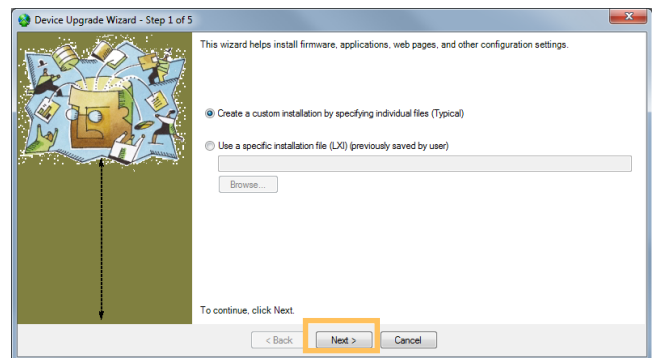 Device Upgrade Wizard - Step 1 of 5
This wizard helps install firmware, applications, web pages, and other configuration settings.
Create a custom installation by specifying individual files (Typical)
Use a specific installation file (LXI) (previously saved by user)
Browse...
To continue, click Next.
< Back Next > Cancel